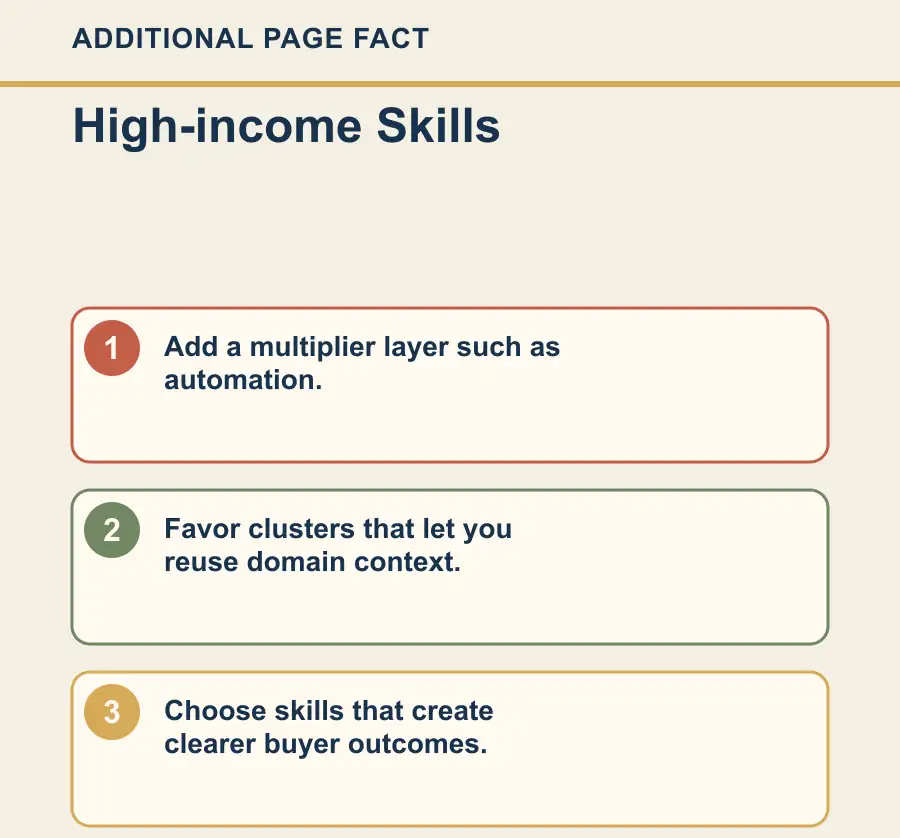 ADDITIONAL PAGE FACT
High-income Skills
1
Add a multiplier layer such as
automation.
2
Favor clusters that let you
reuse domain context.
3
Choose skills that create
clearer buyer outcomes.